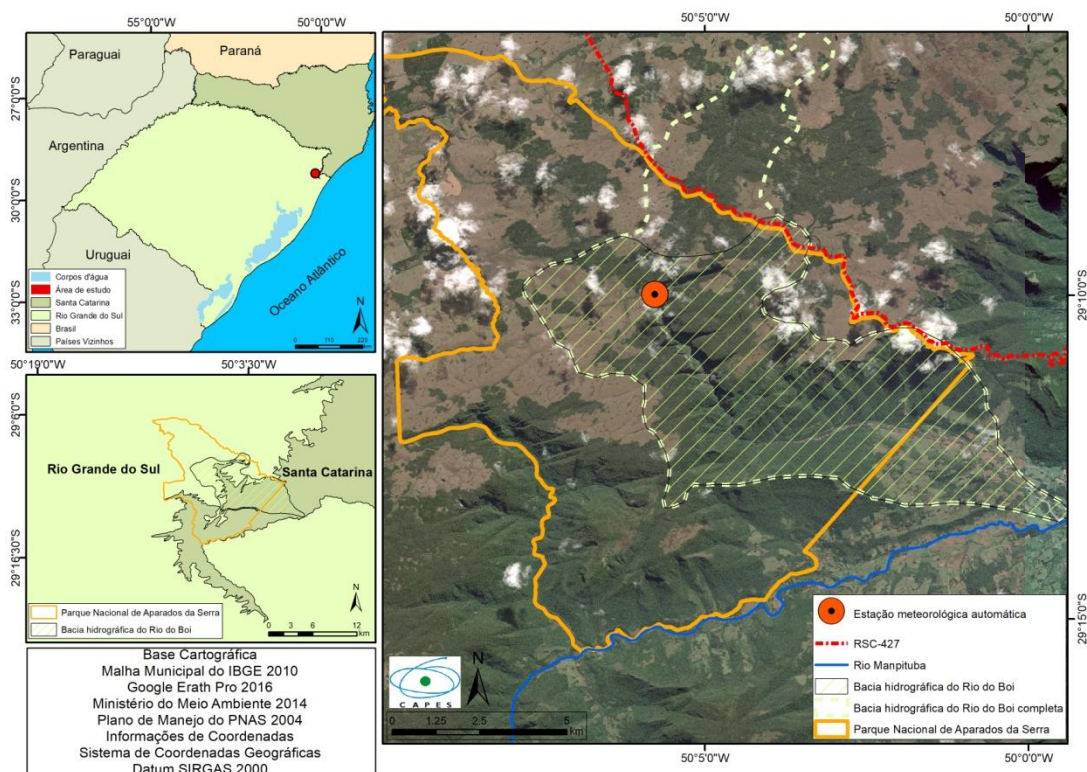 55°0'0"W
50°0'0"W
27°0'0"S
30°0'0"S
33°0'0"S
Paraguai
Paraná
Argentina
Uruguai
Oceano Atlântico
Corpos d'água
Área de estudo
Santa Catarina
Rio Grande do Sul
Brasil
Países Vizinhos
N
0 110 220
km
50°19'0"W
50°3'30"W
29°6'0"S
29°16'30"S
Rio Grande do Sul
Santa Catarina
Parque Nacional de Aparados da Serra
Bacia hidrográfica do Rio do Boi
N
0 3 6 12
km
Base Cartográfica
Malha Municipal do IBGE 2010
Google Erath Pro 2016
Ministério do Meio Ambiente 2014
Plano de Manejo do PNAS 2004
Informações de Coordenadas
Sistema de Coordenadas Geográficas
Datum SIRGAS 2000
50°5'0"W
50°0'0"W
29°10'0"S
29°15'0"S
CAPES
N
0 1,25 2,5 5
km
Estação meteorológica automática
RSC-427
Rio Manpituba
Bacia hidrográfica do Rio do Boi
Bacia hidrográfica do Rio do Boi completa
Parque Nacional de Aparados da Serra
50°5'0"W
50°0'0"W